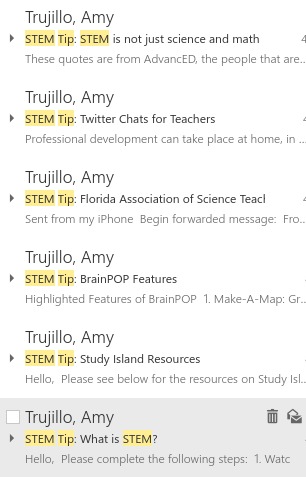 Trujillo, Amy
STEM Tip: STEM is not just science and math
These quotes are from AdvancED, the people that are...
Trujillo, Amy
STEM Tip: Twitter Chats for Teachers
Professional development can take place at home, in ...
Trujillo, Amy
STEM Tip: Florida Association of Science Teacl
Sent from my iPhone Begin forwarded message: Fro...
Trujillo, Amy
STEM Tip: BrainPOP Features
Highlighted Features of BrainPOP 1. Make-A-Map: Gr...
Trujillo, Amy
STEM Tip: Study Island Resources
Hello, Please see below for the resources on Study Isl...
Trujillo, Amy
STEM Tip: What is STEM?
Hello, Please complete the following steps: 1. Watc